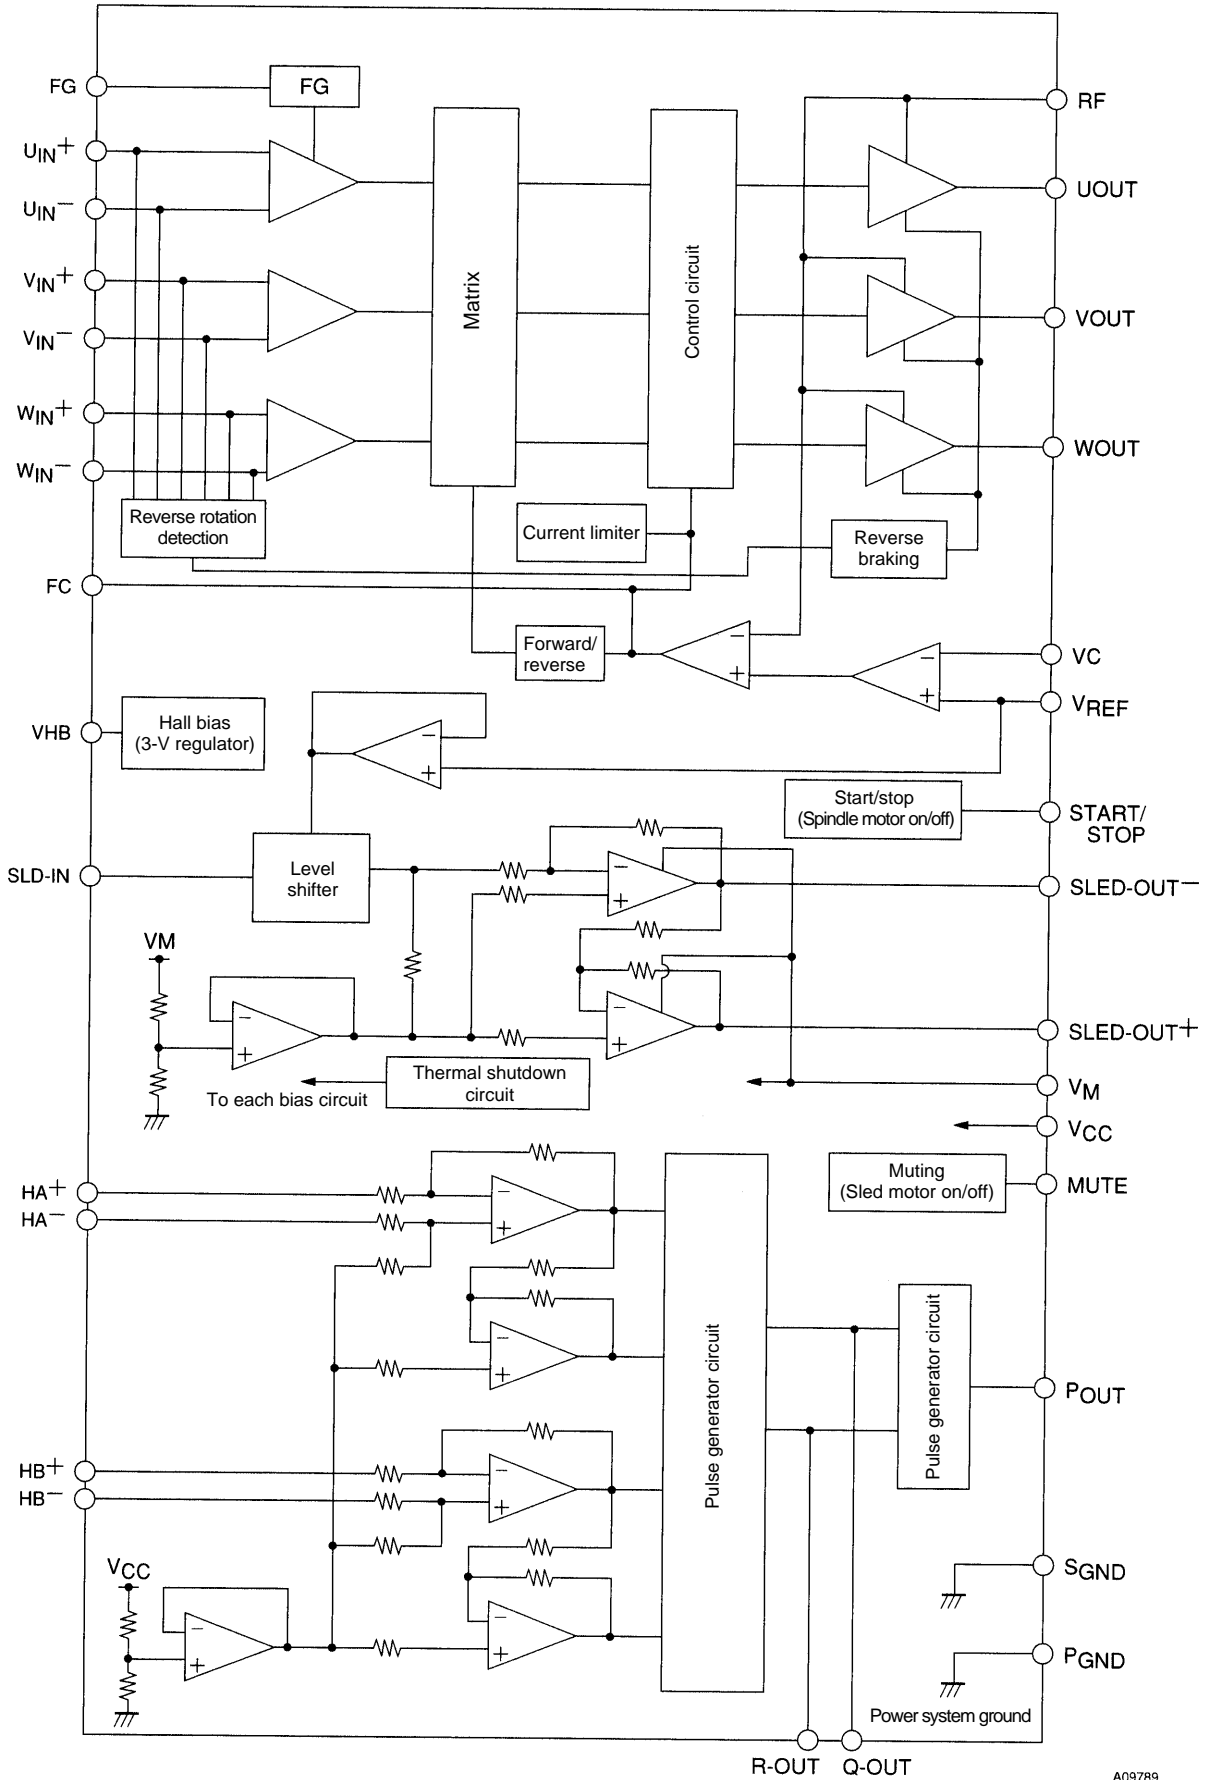 FG
FG
RF
UIN+
UIN−
UOUT
VIN+
VIN−
VOUT
WIN+
WIN−
WOUT
Matrix
Control circuit
Reverse rotation
detection
Current limiter
Reverse
braking
FC
Forward/
reverse
−
+
−
+
VC
VREF
VHB
Hall bias
(3-V regulator)
−
+
Start/stop
(Spindle motor on/off)
START/
STOP
SLD-IN
Level
shifter
−
+
SLED-OUT−
VM
−
+
−
+
SLED-OUT+
To each bias circuit
Thermal shutdown
circuit
VM
VCC
Muting
(Sled motor on/off)
MUTE
HA+
HA−
−
+
−
+
Pulse generator circuit
Pulse generator circuit
POUT
HB+
HB−
−
+
VCC
−
+
−
+
SGND
PGND
Power system ground
R-OUT
Q-OUT
A09789